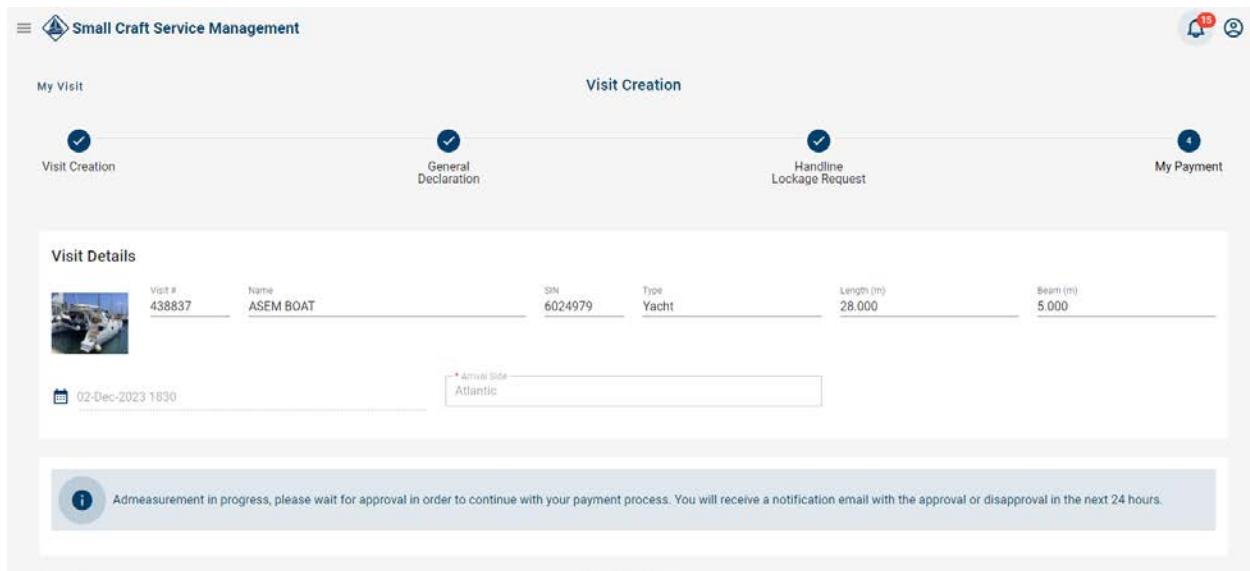 Small Craft Service Management
15
My Visit
Visit Creation
Visit Creation
General
Declaration
Handline
Lockage Request
4
My Payment
Visit Details
Visit #
438837
Name
ASEM BOAT
SIN
6024979
Type
Yacht
Length (m)
28.000
Beam (m)
5.000
02-Dec-2023 1830
* Arrival Side
Atlantic
Admeasurement in progress, please wait for approval in order to continue with your payment process. You will receive a notification email with the approval or disapproval in the next 24 hours.